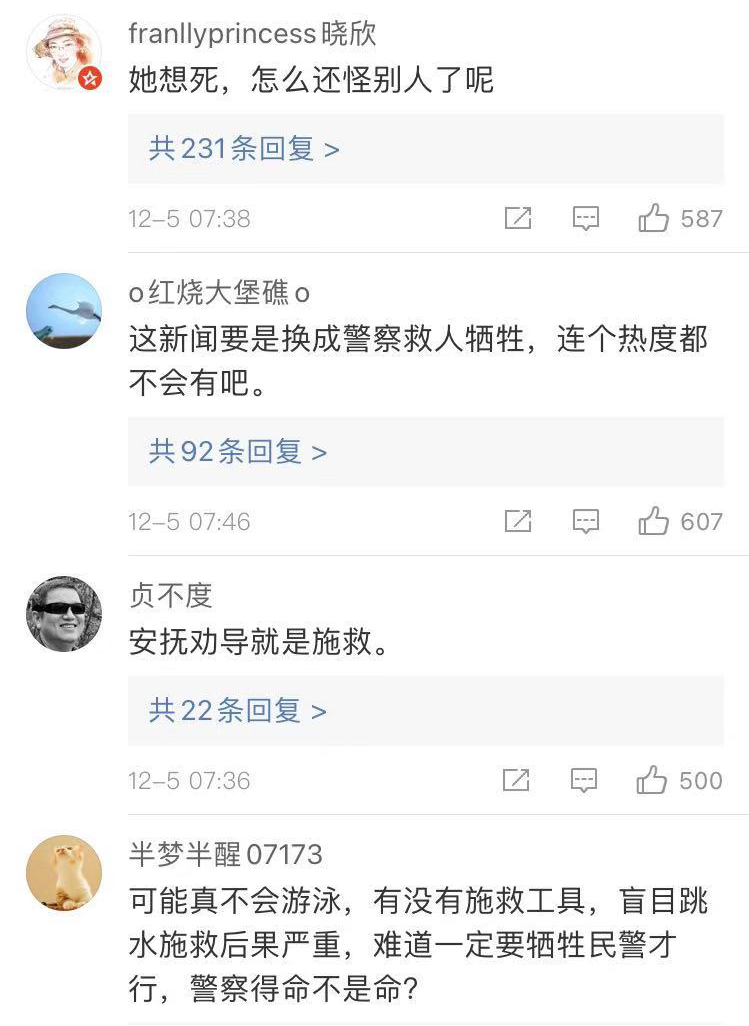 franllyprincess晓欣
她想死，怎么还怪别人了呢
共231条回复 >
12-5 07:38
587
o红烧大堡礁o
这新闻要是换成警察救人牺牲，连个热度都
不会有吧。
共92条回复 >
12-5 07:46
607
贞不度
安抚劝导就是施救。
共22条回复 >
12-5 07:36
500
半梦半醒07173
可能真不会游泳，有没有施救工具，盲目跳
水施救后果严重，难道一定要牺牲民警才
行，警察得命不是命？